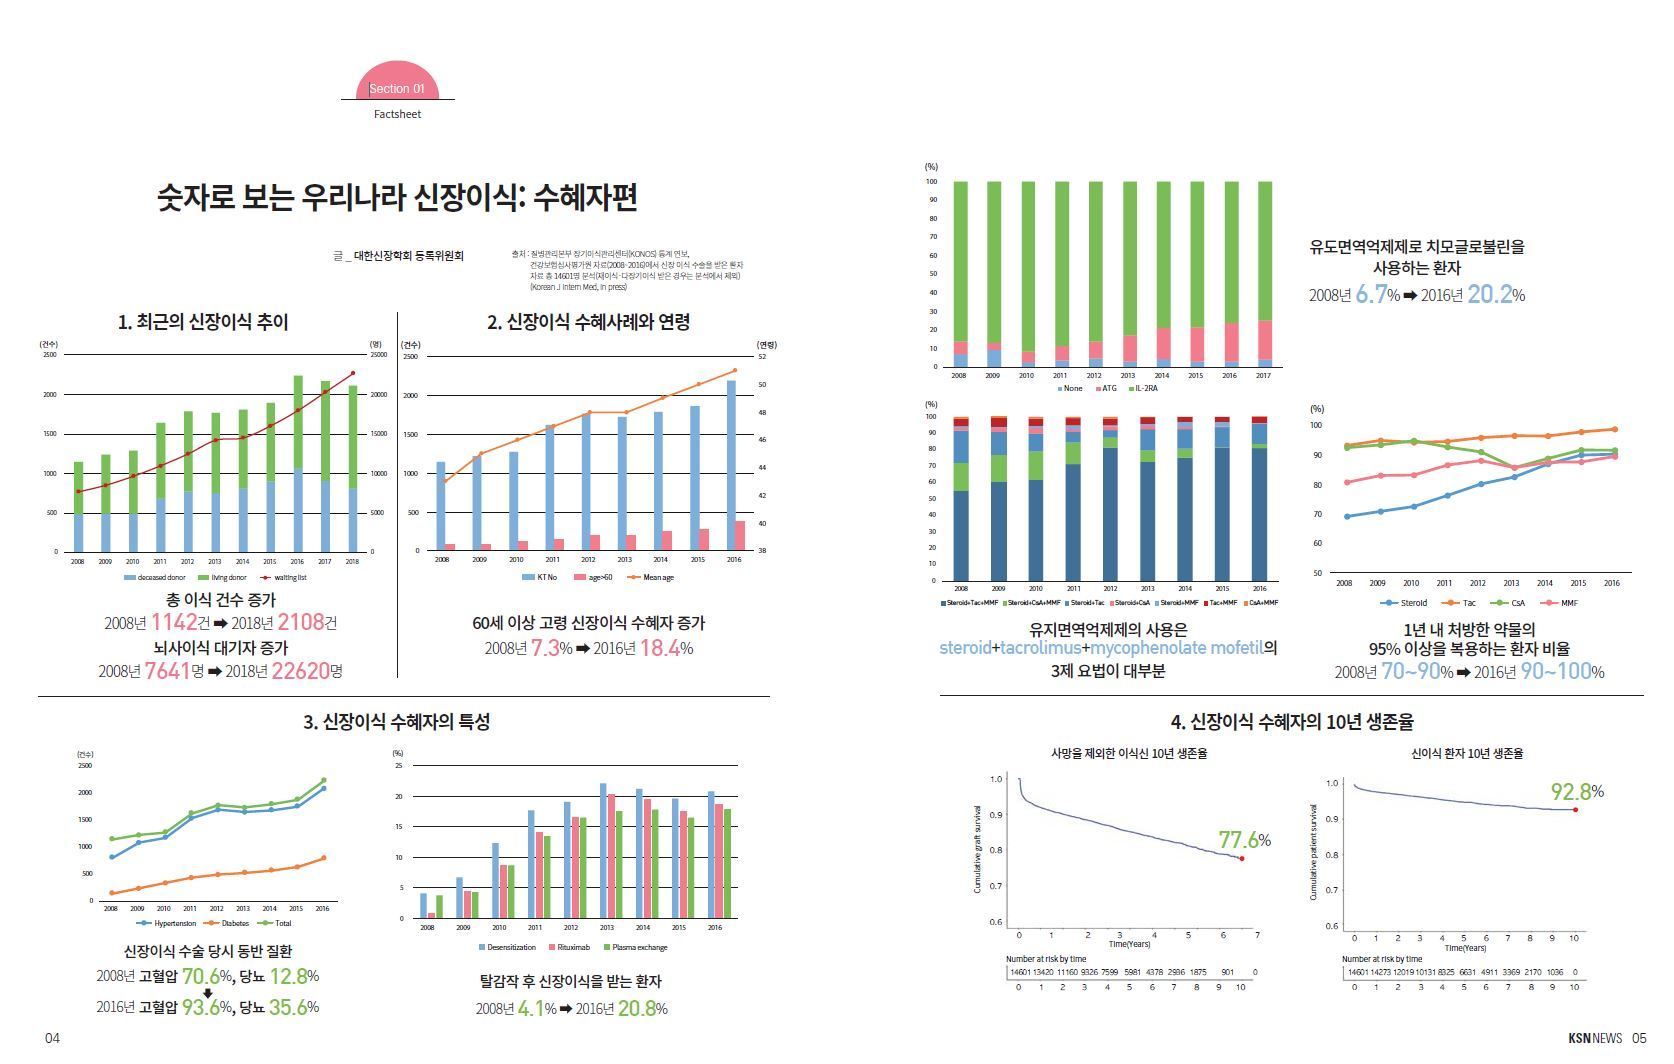 Section 01
Factsheet
숫자로 보는 우리나라 신장이식: 수혜자편
글 _ 대한신장학회 등록위원회
출처 : 질병관리본부 장기이식관리센터(KONOS) 통계 연보,
건강보험심사평가원 자료(2008~2016)에서 신장 이식 수술을 받은 환자
자료 총 14601명 분석(재이식·다장기이식 받은 경우는 분석에서 제외)
(Korean J Intern Med, in press)
1. 최근의 신장이식 추이
(건수)
(명)
2500
2000
1500
1000
500
0
25000
20000
15000
10000
5000
0
2008 2009 2010 2011 2012 2013 2014 2015 2016 2017 2018
deceased donor living donor waiting list
총 이식 건수 증가
2008년 1142건 ➡ 2018년 2108건
뇌사이식 대기자 증가
2008년 7641명 ➡ 2018년 22620명
2. 신장이식 수혜사례와 연령
(건수)
(연령)
2500
2000
1500
1000
500
0
52
50
48
46
44
42
40
38
2008 2009 2010 2011 2012 2013 2014 2015 2016
KT No age>60 Mean age
60세 이상 고령 신장이식 수혜자 증가
2008년 7.3% ➡ 2016년 18.4%
3. 신장이식 수혜자의 특성
(건수)
2500
2000
1500
1000
500
0
2008 2009 2010 2011 2012 2013 2014 2015 2016
Hypertension Diabetes Total
신장이식 수술 당시 동반 질환
2008년 고혈압 70.6%, 당뇨 12.8%
2016년 고혈압 93.6%, 당뇨 35.6%
(%)
25
20
15
10
5
0
2008 2009 2010 2011 2012 2013 2014 2015 2016
Desensitization Rituximab Plasma exchange
탈감작 후 신장이식을 받는 환자
2008년 4.1% ➡ 2016년 20.8%
04
(%)
100
90
80
70
60
50
40
30
20
10
0
2008 2009 2010 2011 2012 2013 2014 2015 2016 2017
None ATG IL-2RA
유도면역억제제로 치모글로불린을
사용하는 환자
2008년 6.7% ➡ 2016년 20.2%
(%)
100
90
80
70
60
50
40
30
20
10
0
2008 2009 2010 2011 2012 2013 2014 2015 2016
Steroid+Tac+MMF Steroid+CsA+MMF Steroid+Tac Steroid+CsA Steroid+MMF Tac+MMF CsA+MMF
유지면역억제제의 사용은
steroid+tacrolimus+mycophenolate mofetil의
3제 요법이 대부분
(%)
100
90
80
70
60
50
2008 2009 2010 2011 2012 2013 2014 2015 2016
Steroid Tac CsA MMF
1년 내 처방한 약물의
95% 이상을 복용하는 환자 비율
2008년 70~90% ➡ 2016년 90~100%
4. 신장이식 수혜자의 10년 생존율
사망을 제외한 이식신 10년 생존율
Cumulative graft survival
1.0
0.9
0.8
0.7
0.6
77.6%
0 1 2 3 4 5 6 7
Time(Years)
Number at risk by time
14601 13420 11160 9326 7599 5981 4378 2936 1875 901 0
0 1 2 3 4 5 6 7 8 9 10
신이식 환자 10년 생존율
Cumulative patient survival
1.0
0.9
0.8
0.7
0.6
92.8%
0 1 2 3 4 5 6 7 8 9 10
Time(Years)
Number at risk by time
14601 14273 12019 10131 8325 6631 4911 3369 2170 1036 0
0 1 2 3 4 5 6 7 8 9 10
KSNNEWS 05